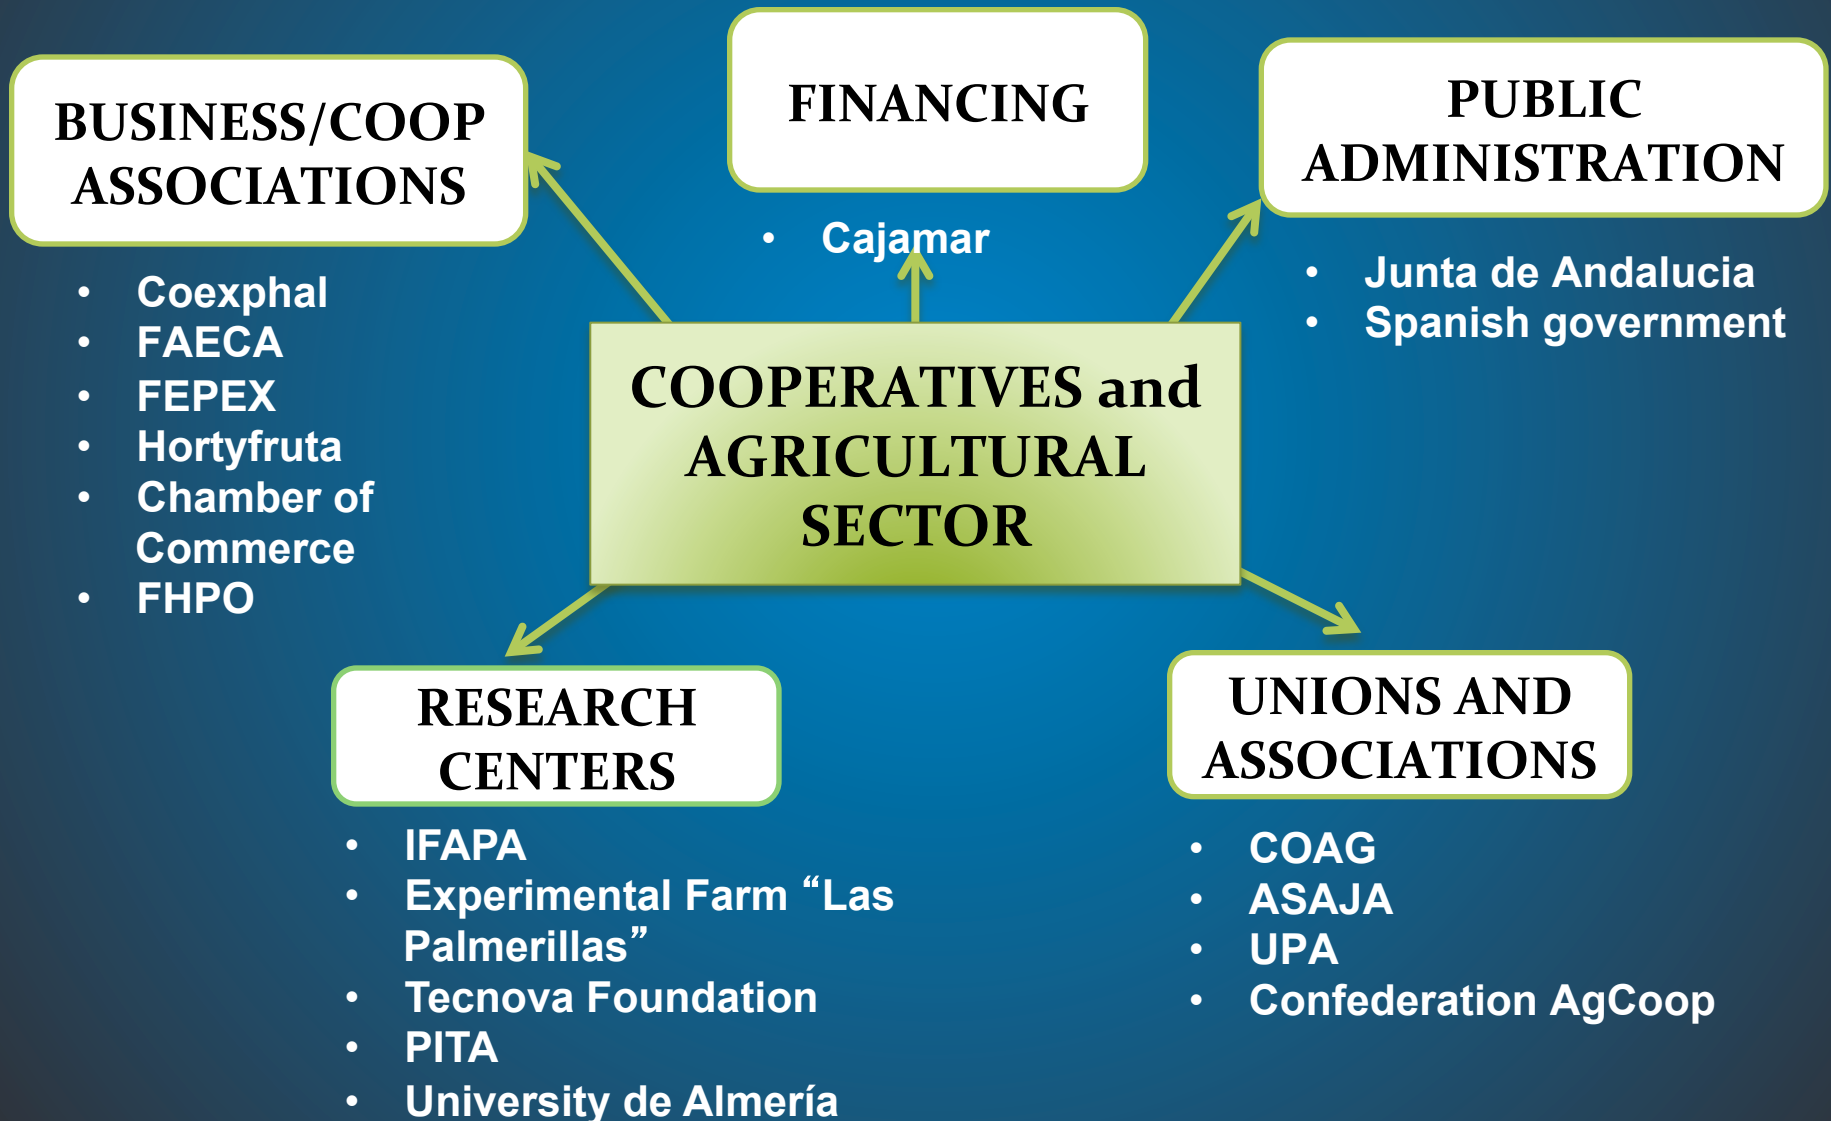 BUSINESS/COOP
ASSOCIATIONS
• Coexphal
• FAECA
• FEPEX
• Hortyfruta
• Chamber of
Commerce
• FHPO
FINANCING
• Cajamar
PUBLIC
ADMINISTRATION
• Junta de Andalucia
• Spanish government
COOPERATIVES and
AGRICULTURAL
SECTOR
RESEARCH
CENTERS
• IFAPA
• Experimental Farm “Las
Palmerillas”
• Tecnova Foundation
• PITA
• University de Almería
UNIONS AND
ASSOCIATIONS
• COAG
• ASAJA
• UPA
• Confederation AgCoop